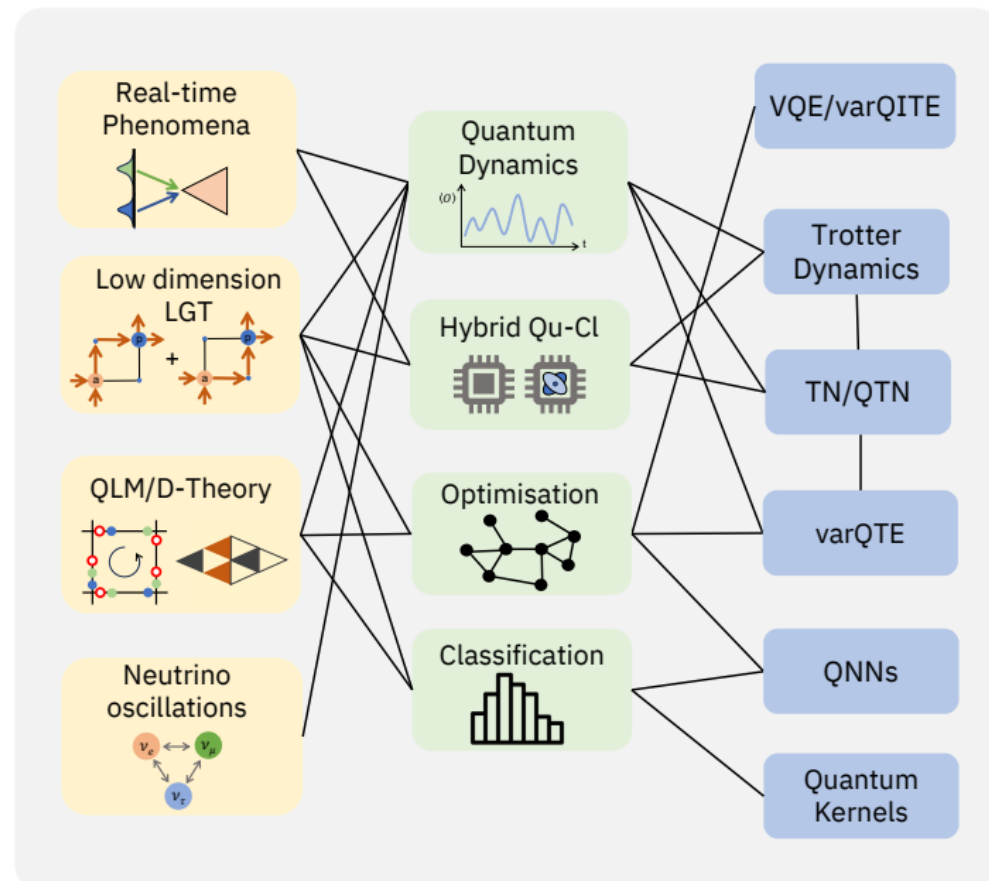 Real-time
Phenomena
Low dimension
LGT
a
p
+
a
p
QLM/D-Theory
Neutrino
oscillations
νe
νμ
ντ
Quantum
Dynamics
⟨O⟩
t
Hybrid Qu-Cl
Optimisation
Classification
VQE/varQITE
Trotter
Dynamics
TN/QTN
varQTE
QNNs
Quantum
Kernels